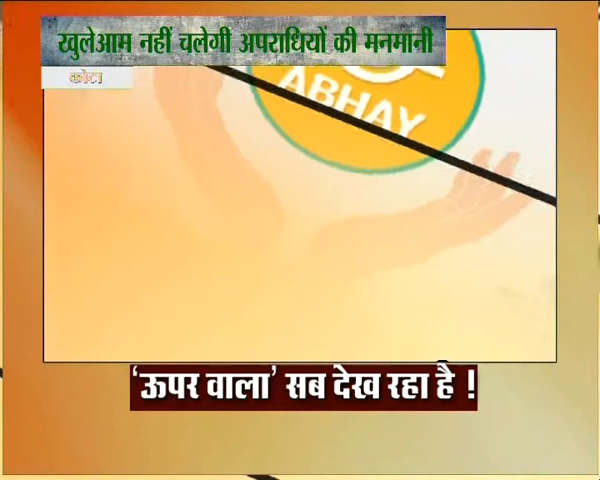 खुलेआम नहीं चलेगी अपराधियों की मनमानी
कोटा
ABHAY
'ऊपर वाला' सब देख रहा है !